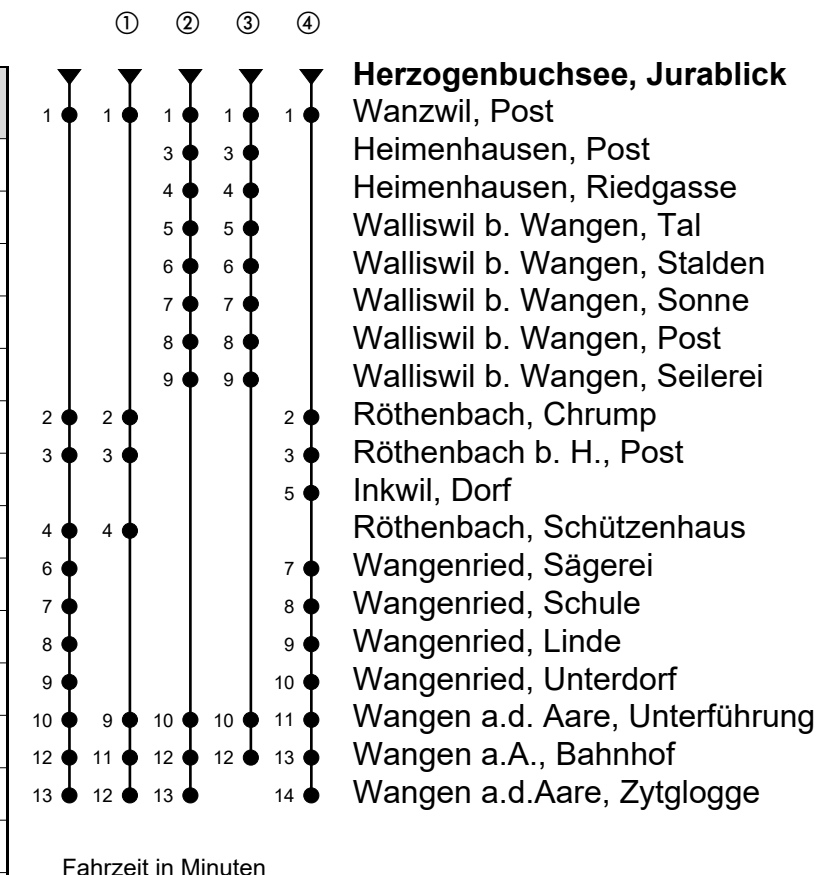 ① ② ③ ④
Herzogenbuchsee, Jurablick
1 1 1 1 1 Wanzwil, Post
3 3 Heimenhausen, Post
4 4 Heimenhausen, Riedgasse
5 5 Walliswil b. Wangen, Tal
6 6 Walliswil b. Wangen, Stalden
7 7 Walliswil b. Wangen, Sonne
8 8 Walliswil b. Wangen, Post
9 9 Walliswil b. Wangen, Seilerei
2 2 2 Röthenbach, Chrump
3 3 3 Röthenbach b. H., Post
5 Inkwil, Dorf
4 4 Röthenbach, Schützenhaus
6 7 Wangenried, Sägerei
7 8 Wangenried, Schule
8 9 Wangenried, Linde
9 10 Wangenried, Unterdorf
10 9 10 10 11 Wangen a.d. Aare, Unterführung
12 11 12 12 13 Wangen a.A., Bahnhof
13 12 13 14 Wangen a.d.Aare, Zytglogge
Fahrzeit in Minuten